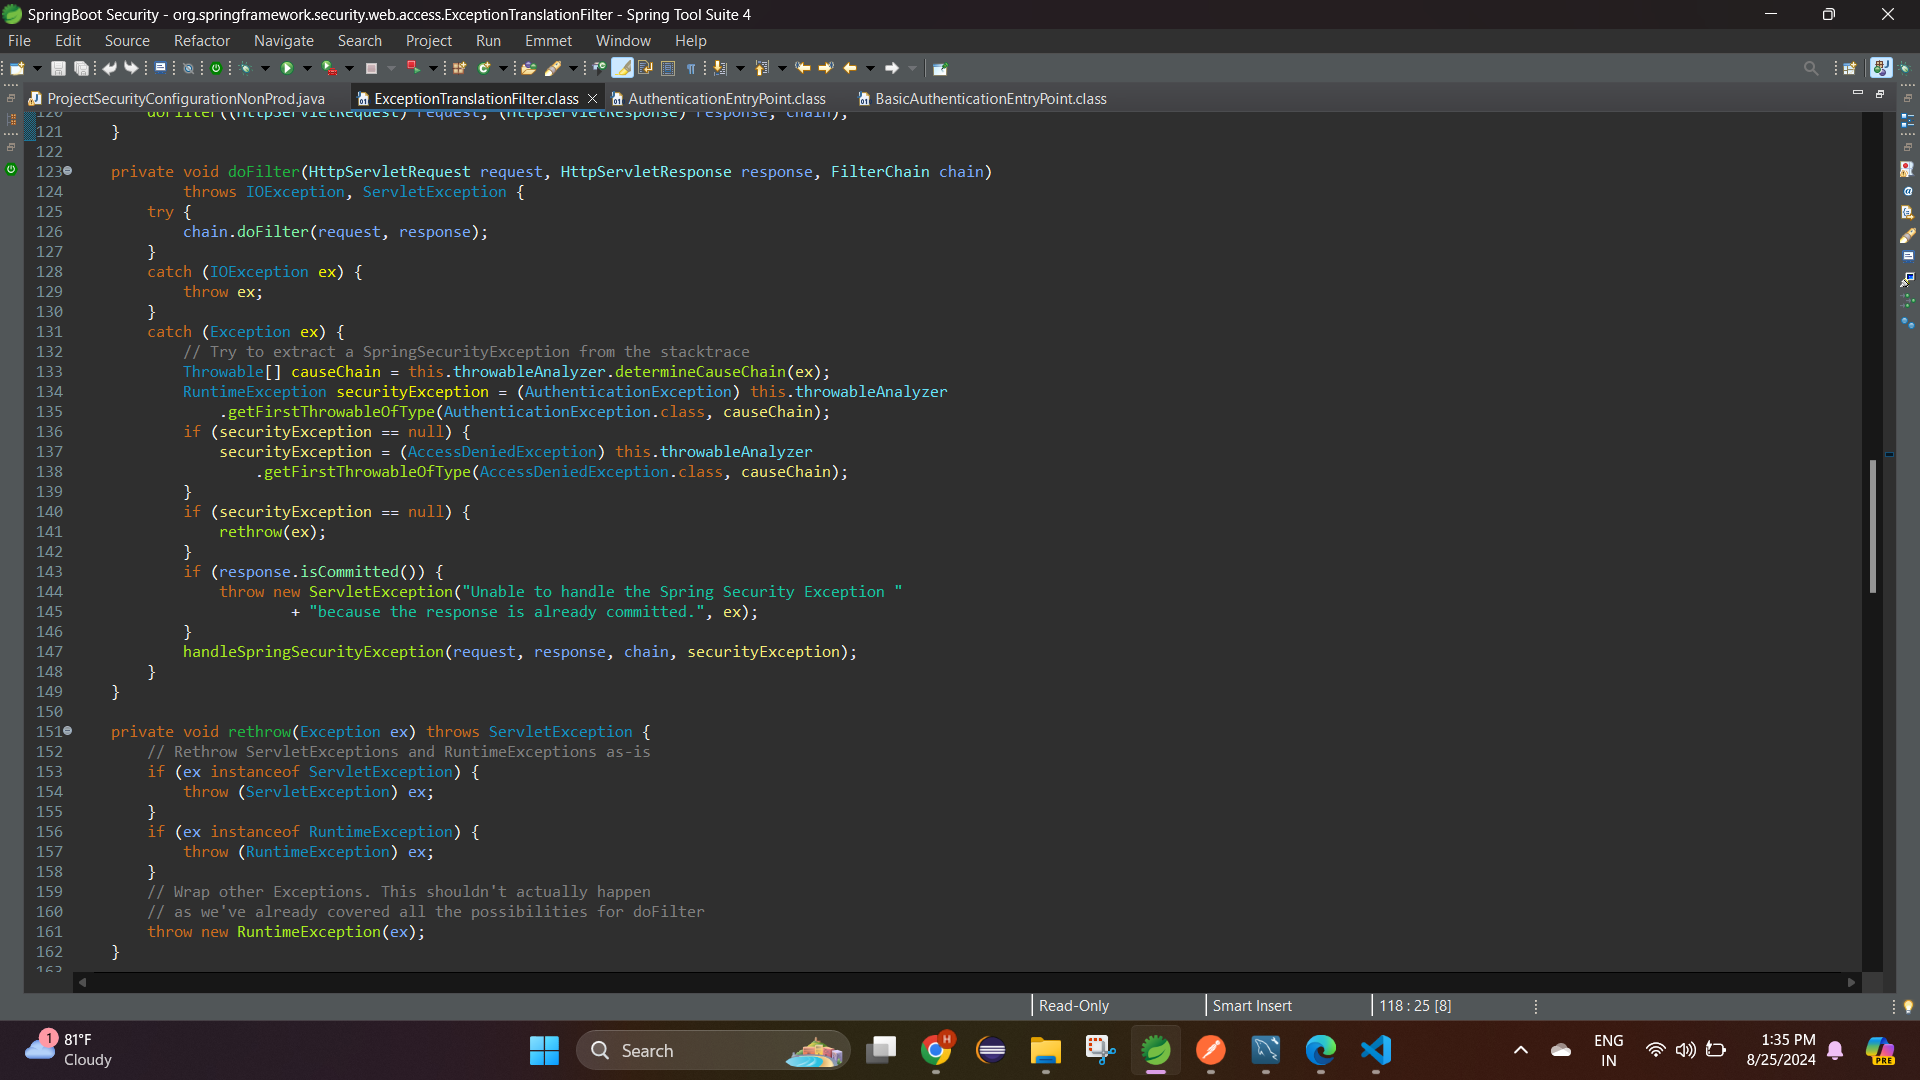 SpringBoot Security - org.springframework.security.web.access.ExceptionTranslationFilter - Spring Tool Suite 4
File Edit Source Refactor Navigate Search Project Run Emmet Window Help
ProjectSecurityConfigurationNonProd.java ExceptionTranslationFilter.class AuthenticationEntryPoint.class BasicAuthenticationEntryPoint.class
120 doFilter((HttpServletRequest) request, (HttpServletResponse) response, chain);
121 }
122
123 private void doFilter(HttpServletRequest request, HttpServletResponse response, FilterChain chain)
124 throws IOException, ServletException {
125 try {
126 chain.doFilter(request, response);
127 }
128 catch (IOException ex) {
129 throw ex;
130 }
131 catch (Exception ex) {
132 // Try to extract a SpringSecurityException from the stacktrace
133 Throwable[] causeChain = this.throwableAnalyzer.determineCauseChain(ex);
134 RuntimeException securityException = (AuthenticationException) this.throwableAnalyzer
135 .getFirstThrowableOfType(AuthenticationException.class, causeChain);
136 if (securityException == null) {
137 securityException = (AccessDeniedException) this.throwableAnalyzer
138 .getFirstThrowableOfType(AccessDeniedException.class, causeChain);
139 }
140 if (securityException == null) {
141 rethrow(ex);
142 }
143 if (response.isCommitted()) {
144 throw new ServletException("Unable to handle the Spring Security Exception "
145 + "because the response is already committed.", ex);
146 }
147 handleSpringSecurityException(request, response, chain, securityException);
148 }
149 }
150
151 private void rethrow(Exception ex) throws ServletException {
152 // Rethrow ServletExceptions and RuntimeExceptions as-is
153 if (ex instanceof ServletException) {
154 throw (ServletException) ex;
155 }
156 if (ex instanceof RuntimeException) {
157 throw (RuntimeException) ex;
158 }
159 // Wrap other Exceptions. This shouldn't actually happen
160 // as we've already covered all the possibilities for doFilter
161 throw new RuntimeException(ex);
162 }
163
Read-Only Smart Insert 118 : 25 [8]
1 81°F
Cloudy
Search
H
PRE
ENG
IN
1:35 PM
8/25/2024